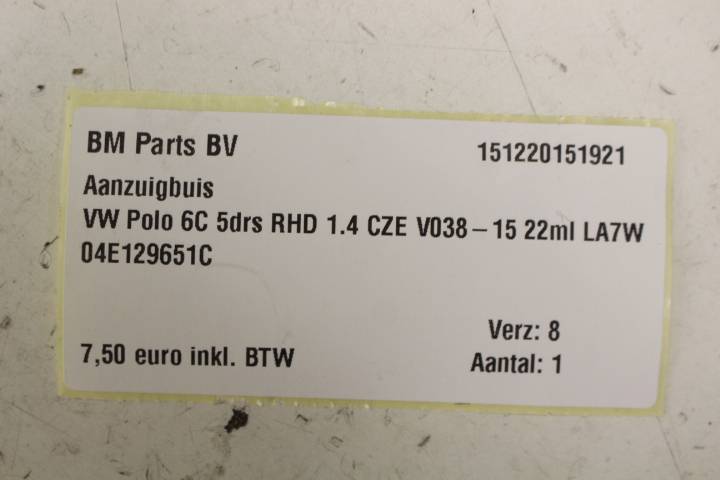 BM Parts BV 151220151921
Aanzuigbuis
VW Polo 6C 5drs RHD 1.4 CZE V038-15 22ml LA7W
04E129651C
Verz: 8
7,50 euro inkl. BTW Aantal: 1